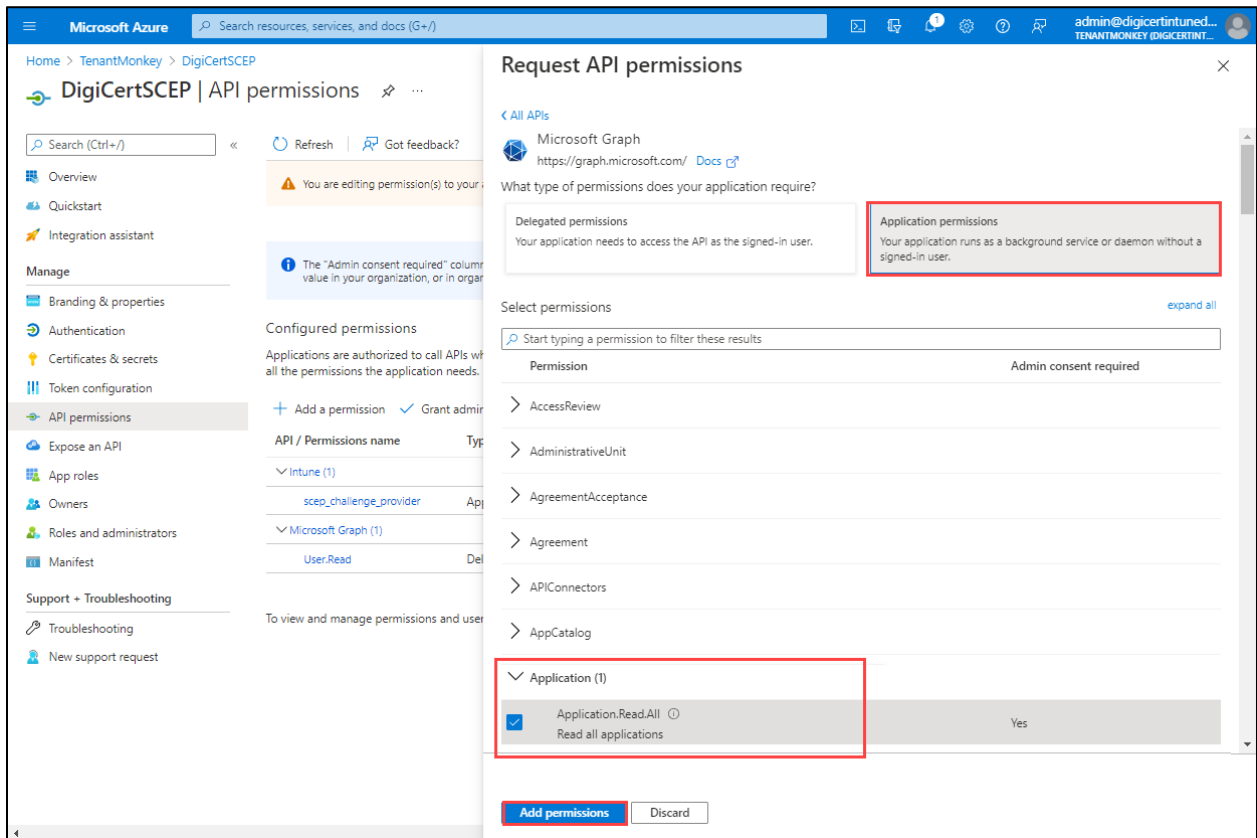 Microsoft Azure
Search resources, services, and docs (G+/)
1
admin@digicertintuned...
TENANTMONKEY (DIGICERTINT...
Home > TenantMonkey > DigiCertSCEP
DigiCertSCEP | API permissions
...
Search (Ctrl+/)
«
Overview
Quickstart
Integration assistant
Manage
Branding & properties
Authentication
Certificates & secrets
Token configuration
API permissions
Expose an API
App roles
Owners
Roles and administrators
Manifest
Support + Troubleshooting
Troubleshooting
New support request
Refresh
Got feedback?
You are editing permission(s) to your a
The "Admin consent required" column
value in your organization, or in organ
Configured permissions
Applications are authorized to call APIs wh
all the permissions the application needs.
+ Add a permission
Grant admin
API / Permissions name
Typ
Intune (1)
scep_challenge_provider
App
Microsoft Graph (1)
User.Read
Del
To view and manage permissions and user
Request API permissions
All APIs
Microsoft Graph
https://graph.microsoft.com/ Docs
What type of permissions does your application require?
Delegated permissions
Your application needs to access the API as the signed-in user.
Application permissions
Your application runs as a background service or daemon without a
signed-in user.
Select permissions
expand all
Start typing a permission to filter these results
Permission
Admin consent required
AccessReview
AdministrativeUnit
AgreementAcceptance
Agreement
APIConnectors
AppCatalog
Application (1)
Application.Read.All
Read all applications
Yes
Add permissions
Discard